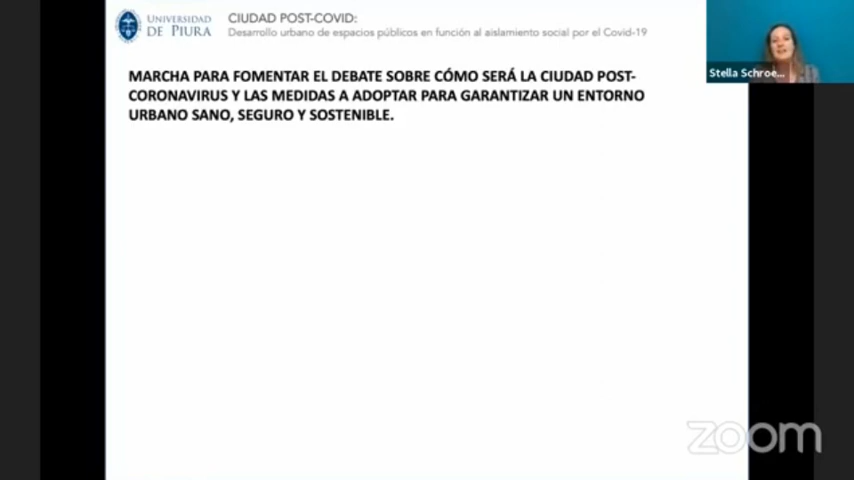 UNIVERSIDAD
DE PIURA
CIUDAD POST-COVID:
Desarrollo urbano de espacios públicos en función al aislamiento social por el Covid-19
Stella Schroe...
MARCHA PARA FOMENTAR EL DEBATE SOBRE CÓMO SERÁ LA CIUDAD POST-
CORONAVIRUS Y LAS MEDIDAS A ADOPTAR PARA GARANTIZAR UN ENTORNO
URBANO SANO, SEGURO Y SOSTENIBLE.
zoom